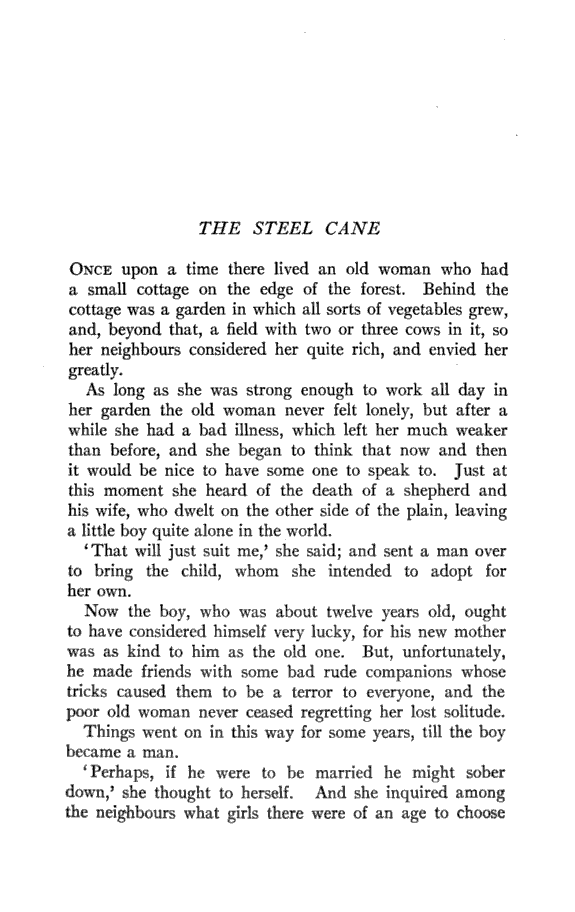 THE STEEL CANE
ONCE upon a time there lived an old woman who had
a small cottage on the edge of the forest. Behind the
cottage was a garden in which all sorts of vegetables grew,
and, beyond that, a field with two or three cows in it, so
her neighbours considered her quite rich, and envied her
greatly.
As long as she was strong enough to work all day in
her garden the old woman never felt lonely, but after a
while she had a bad illness, which left her much weaker
than before, and she began to think that now and then
it would be nice to have some one to speak to. Just at
this moment she heard of the death of a shepherd and
his wife, who dwelt on the other side of the plain, leaving
a little boy quite alone in the world.
‘That will just suit me,’ she said; and sent a man over
to bring the child, whom she intended to adopt for
her own.
Now the boy, who was about twelve years old, ought
to have considered himself very lucky, for his new mother
was as kind to him as the old one. But, unfortunately,
he made friends with some bad rude companions whose
tricks caused them to be a terror to everyone, and the
poor old woman never ceased regretting her lost solitude.
Things went on in this way for some years, till the boy
became a man.
‘Perhaps, if he were to be married he might sober
down,’ she thought to herself. And she inquired among
the neighbours what girls there were of an age to choose